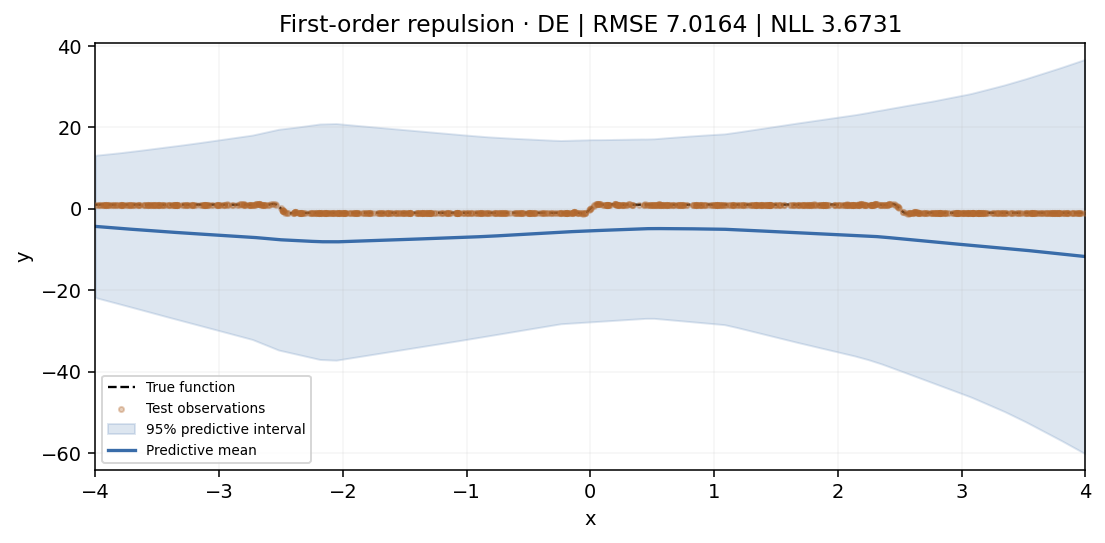 First-order repulsion · DE | RMSE 7.0164 | NLL 3.6731
40
20
0
−20
−40
−60
y
True function
Test observations
95% predictive interval
Predictive mean
−4 −3 −2 −1 0 1 2 3 4
x